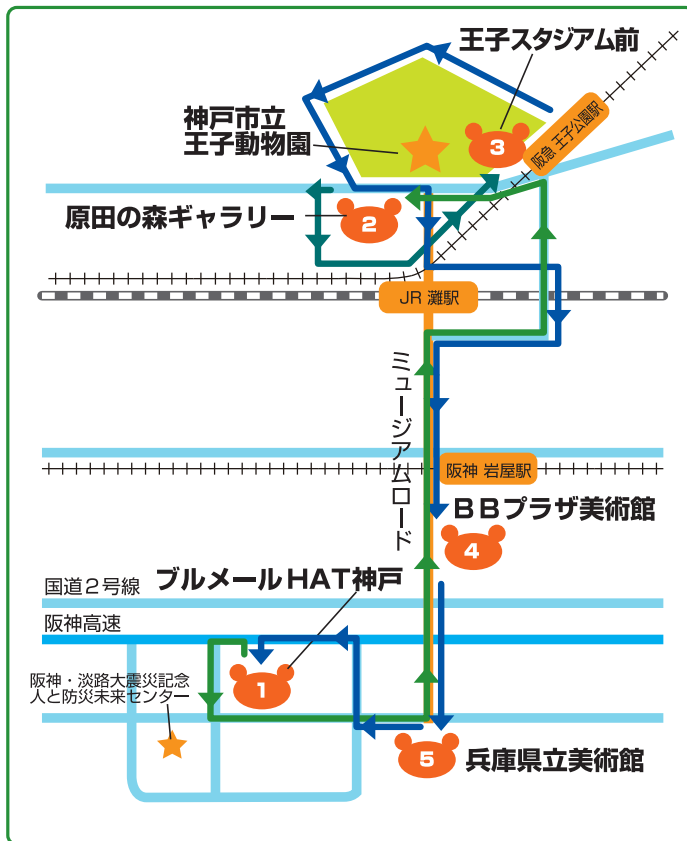 王子スタジアム前
神戸市立
王子動物園
3
阪急 王子公園駅
原田の森ギャラリー
2
JR 灘駅
ミュージアムロード
阪神 岩屋駅
BBプラザ美術館
4
国道2号線
ブルメールHAT神戸
阪神高速
阪神・淡路大震災記念
人と防災未来センター
1
5
兵庫県立美術館